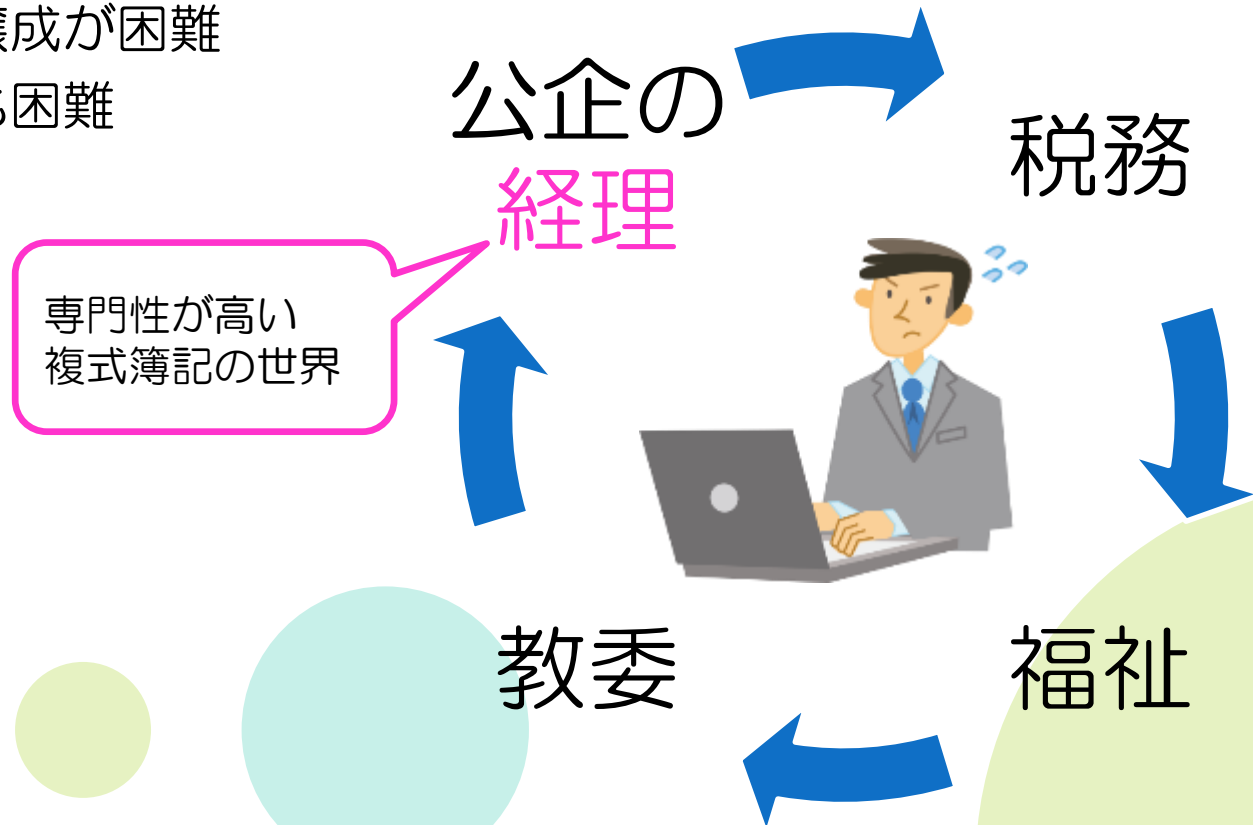 成が困難
困難
公企の
経理
税務
専門性が高い
複式簿記の世界
教委
福祉